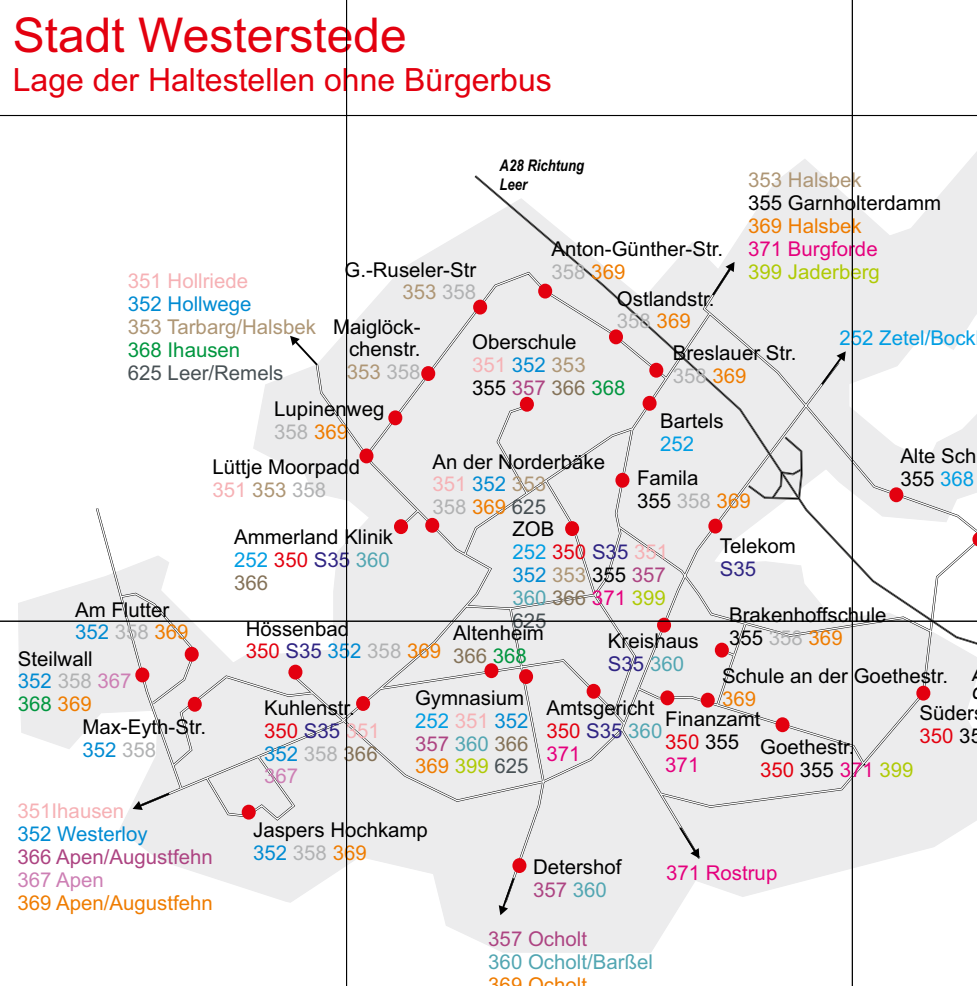 Stadt Westerstede
Lage der Haltestellen ohne Bürgerbus
A28 Richtung
Leer
353 Halsbek
355 Garnholterdamm
369 Halsbek
371 Burgforde
399 Jaderberg
Anton-Günther-Str.
358 369
G.-Ruseler-Str
353 358
351 Hollriede
352 Hollwege
353 Tarbarg/Halsbek
368 Ihausen
625 Leer/Remels
Ostlandstr.
358 369
Maiglöck-
chenstr.
353 358
Oberschule
351 352 353
355 357 366 368
252 Zetel/Bock
Breslauer Str.
358 369
Lupinenweg
358 369
Bartels
252
Lüttje Moorpadd
351 353 358
An der Norderbäke
351 352 353
358 369 625
Famila
355 358 369
Alte Sch
355 368
Ammerland Klinik
252 350 S35 360
366
ZOB
252 350 S35 351
352 353 355 357
360 366 371 399
625
Telekom
S35
Am Flutter
352 358 369
Hössenbad
350 S35 352 358 369
Altenheim
366 368
Kreishaus
S35 360
Brakenhoffschule
355 358 369
Steilwall
352 358 367
368 369
Schule an der Goethestr.
369
Max-Eyth-Str.
352 358
Kuhlenstr.
350 S35 351
352 358 366
367
Gymnasium
252 351 352
357 360 366
369 399 625
Amtsgericht
350 S35 360
371
Finanzamt
350 355
371
Goethestr.
350 355 371 399
Süders
350 35
351Ihausen
352 Westerloy
366 Apen/Augustfehn
367 Apen
369 Apen/Augustfehn
Jaspers Hochkamp
352 358 369
Detershof
357 360
371 Rostrup
357 Ocholt
360 Ocholt/Barßel
369 Ocholt